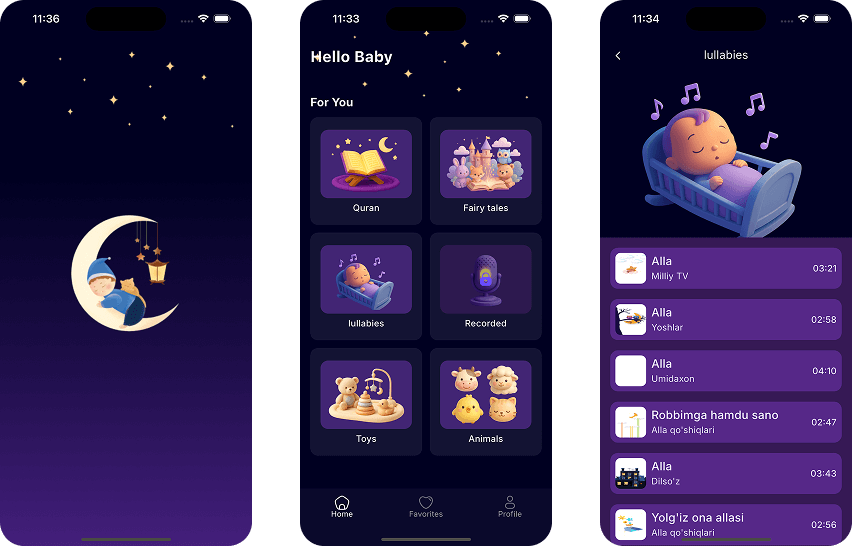 11:36
11:33
Hello Baby
For You
Quran
Fairy tales
lullabies
Recorded
Toys
Animals
Home
Favorites
Profile
11:34
lullabies
Alla
Milliy TV
03:21
Alla
Yoshlar
02:58
Alla
Umidaxon
04:10
Robbimga hamdu sano
Alla qo'shiqlari
02:47
Alla
Dilso'z
03:43
Yolg'iz ona allasi
Alla qo'shiqlari
02:56